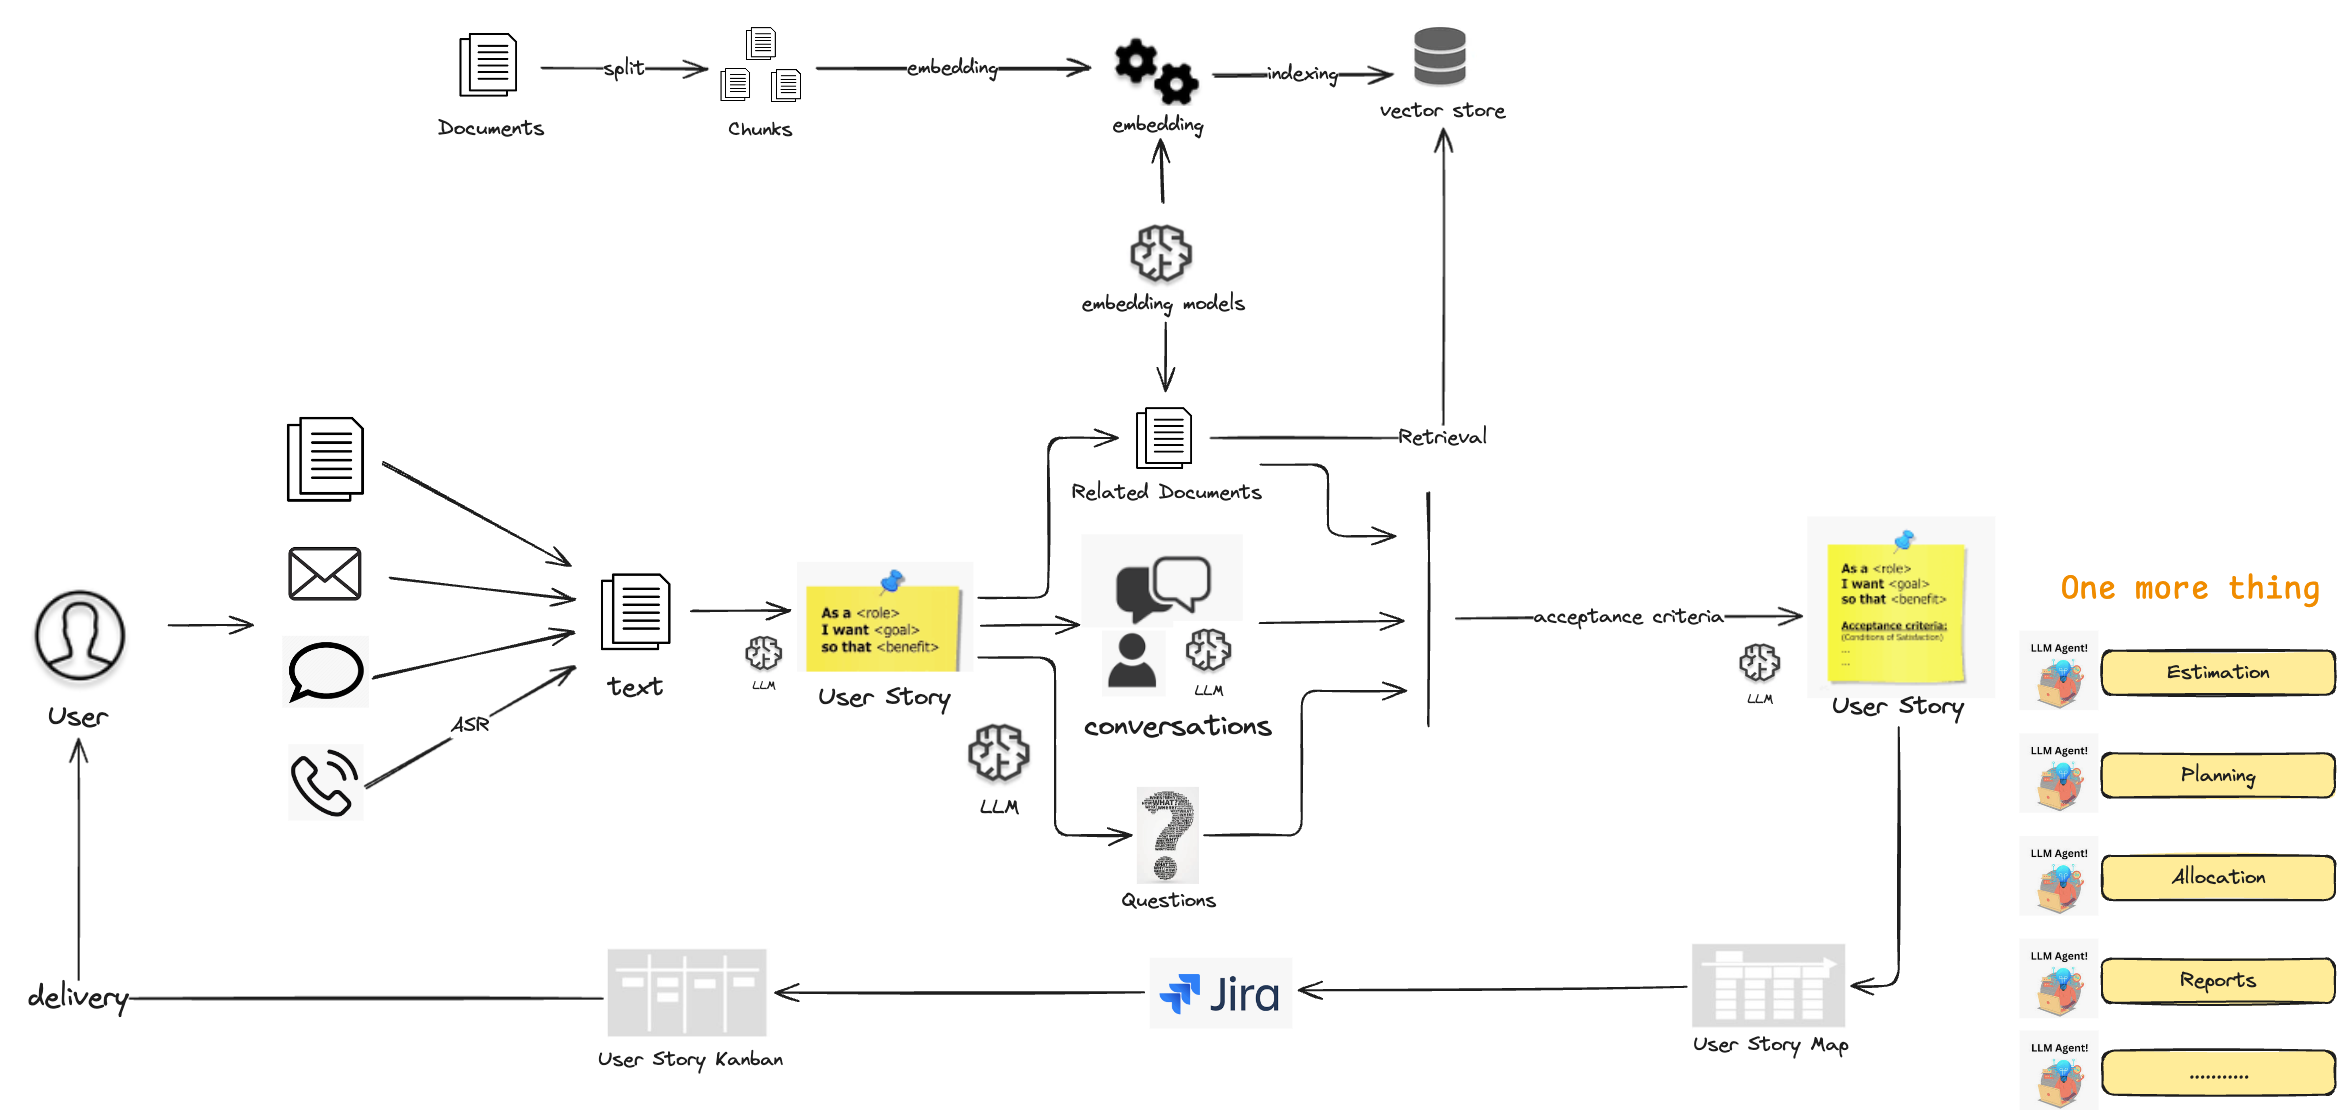 split
embedding
indexing
Documents
Chunks
embedding
vector store
embedding models
Retrieval
Related Documents
As a <role>
I want <goal>
so that <benefit>
As a <role>
I want <goal>
so that <benefit>
Acceptance criteria:
(Conditions of Satisfaction)
...
...
One more thing
acceptance criteria
text
LLM
User Story
LLM
conversations
LLM
User Story
User
ASR
LLM
Questions
delivery
Jira
User Story Kanban
User Story Map
LLM Agent!
Estimation
LLM Agent!
Planning
LLM Agent!
Allocation
LLM Agent!
Reports
LLM Agent!
...........